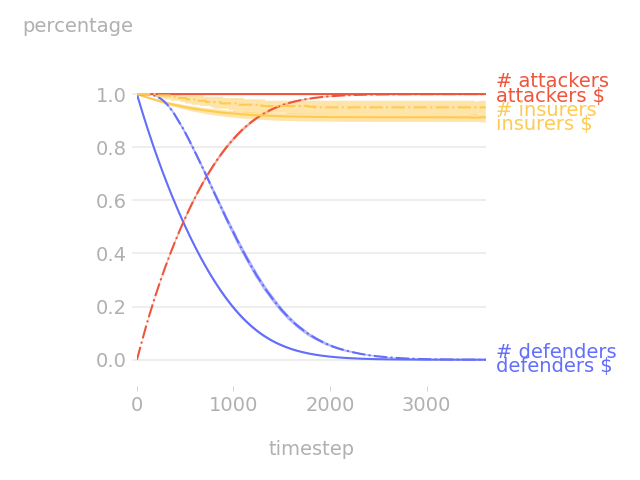 percentage
1.0
0.8
0.6
0.4
0.2
0.0
0
1000
2000
3000
timestep
# attackers
attackers $
# insurers
insurers $
# defenders
defenders $